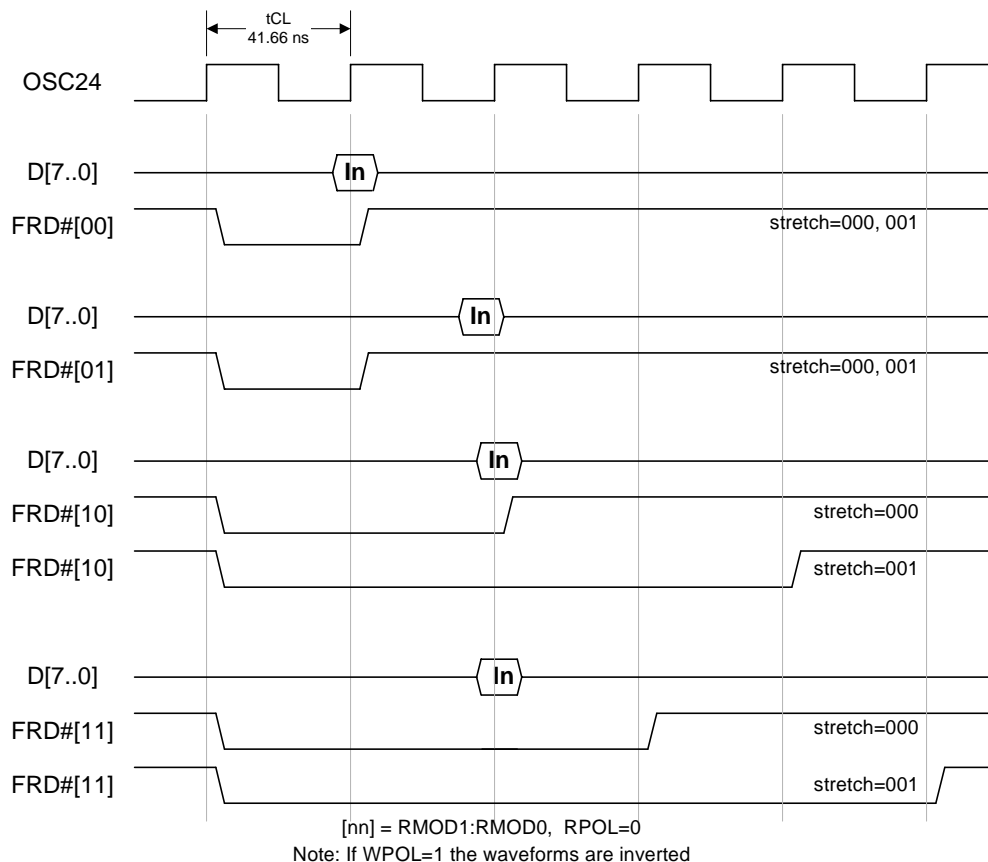 tCL
41.66 ns
OSC24
D[7..0]
In
FRD#[00]
stretch=000, 001
D[7..0]
In
FRD#[01]
stretch=000, 001
D[7..0]
In
FRD#[10]
stretch=000
FRD#[10]
stretch=001
D[7..0]
In
FRD#[11]
stretch=000
FRD#[11]
stretch=001
[nn] = RMOD1:RMOD0, RPOL=0
Note: If WPOL=1 the waveforms are inverted